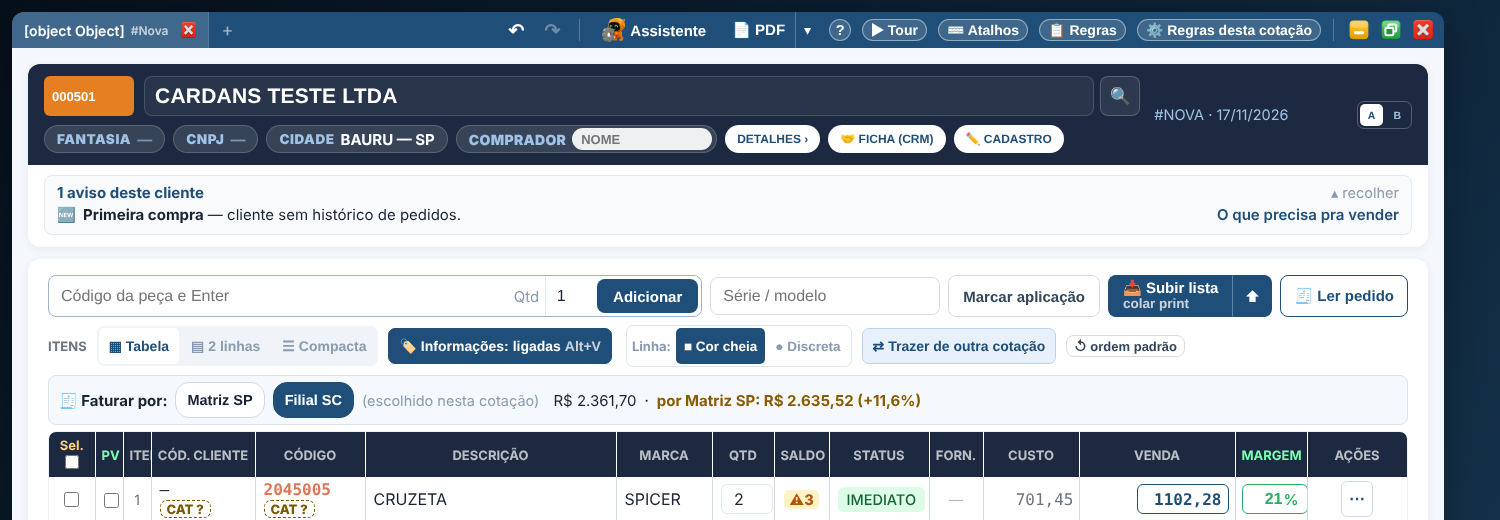 [object Object] #Nova
+
Assistente
PDF
?
Tour
Atalhos
Regras
Regras desta cotação
000501
CARDANS TESTE LTDA
#NOVA · 17/11/2026
A B
FANTASIA —
CNPJ —
CIDADE BAURU — SP
COMPRADOR NOME
DETALHES ›
FICHA (CRM)
CADASTRO
1 aviso deste cliente
▴ recolher
NEW Primeira compra — cliente sem histórico de pedidos.
O que precisa pra vender
Código da peça e Enter
Qtd 1
Adicionar
Série / modelo
Marcar aplicação
Subir lista
colar print
Ler pedido
ITENS
Tabela
2 linhas
Compacta
Informações: ligadas Alt+V
Linha:
Cor cheia
Discreta
Trazer de outra cotação
ordem padrão
Faturar por:
Matriz SP
Filial SC
(escolhido nesta cotação)
R$ 2.361,70 · por Matriz SP: R$ 2.635,52 (+11,6%)
Sel. PV ITE CÓD. CLIENTE CÓDIGO DESCRIÇÃO MARCA QTD SALDO STATUS FORN. CUSTO VENDA MARGEM AÇÕES
1 — 2045005 CRUZETA SPICER 2 3 IMEDIATO — 701,45 1102,28 21% ···
CAT ? CAT ?